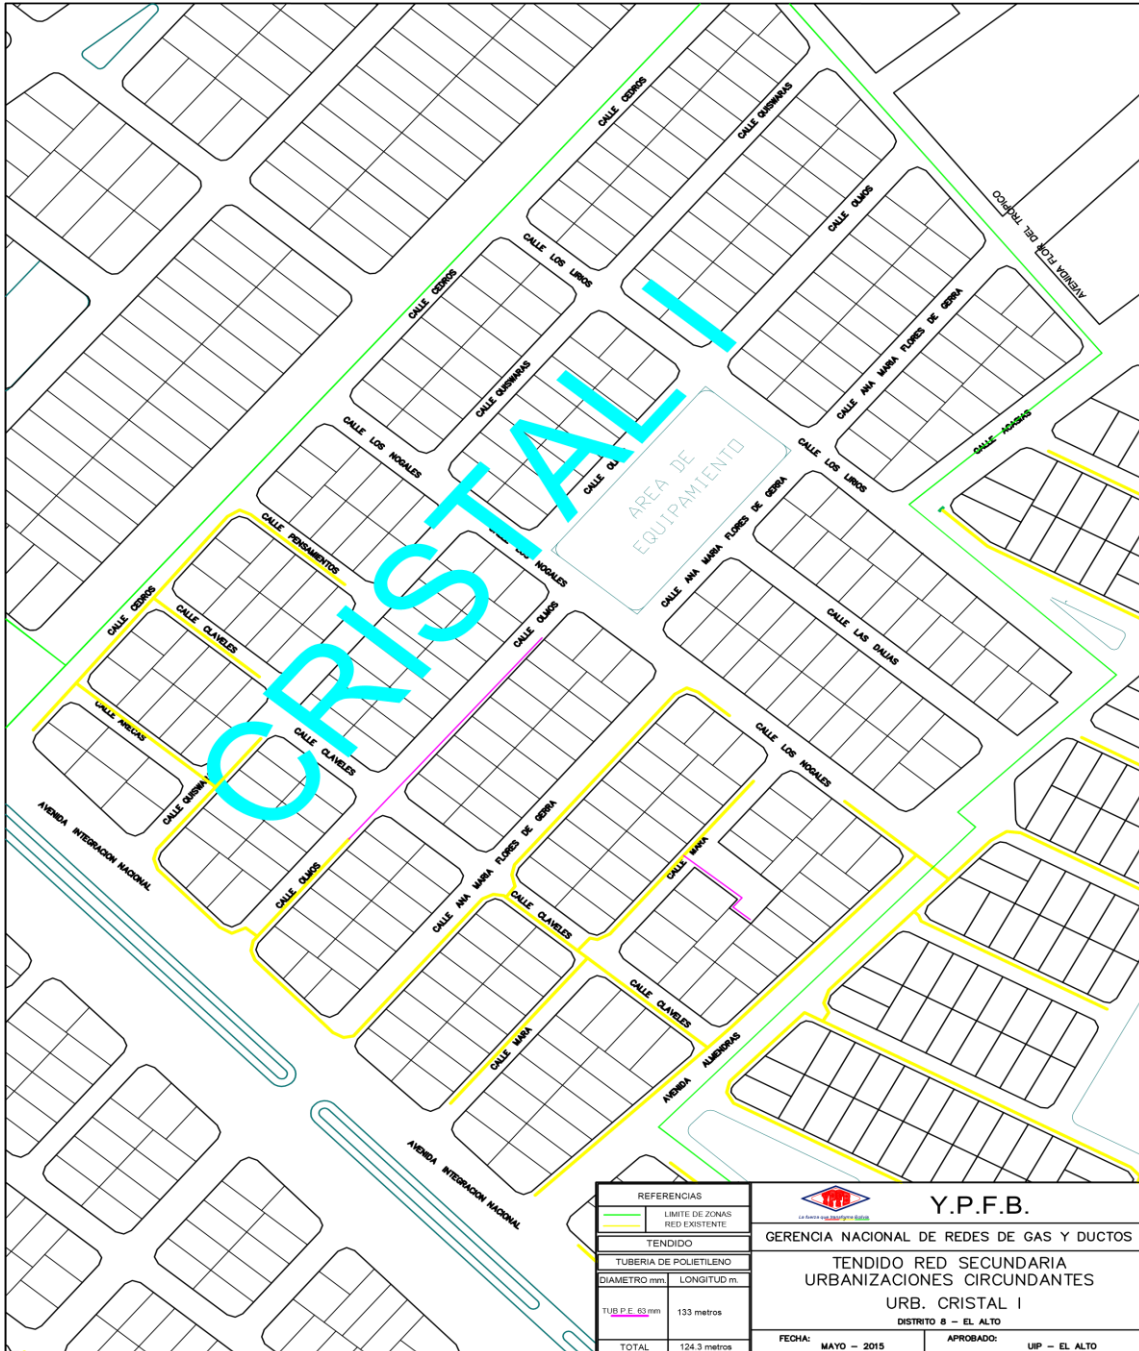 CALLE CEDROS
CALLE QUISWARAS
CALLE OLMOS
AVENIDA FLOR DEL TROPICO
CALLE LOS LIRIOS
CALLE CEDROS
CALLE ANA MARIA FLORES DE GERRA
CALLE QUISWARAS
CALLE ACASIAS
CALLE LOS NOGALES
CALLE LOS LIRIOS
AREA DE
EQUIPAMIENTO
CALLE ANA MARIA FLORES DE GERRA
CALLE PENSAMIENTOS
NOGALES
CRISTAL I
CALLE CEDROS
CALLE CLAVELES
CALLE OLMOS
CALLE LAS DALIAS
CALLE ARECAS
CALLE CLAVELES
CALLE LOS NOGALES
CALLE
AVENIDA INTEGRACION NACIONAL
CALLE OLMOS
CALLE ANA MARIA FLORES DE GERRA
CALLE MARA
CALLE CLAVELES
CALLE CLAVELES
CALLE MARA
AVENIDA ALMENDRAS
AVENIDA INTEGRACION NACIONAL
REFERENCIAS
LIMITE DE ZONAS
RED EXISTENTE
TENDIDO
TUBERIA DE POLIETILENO
DIAMETRO mm. LONGITUD m.
TUB P.E. 63 mm 133 metros
TOTAL 124.3 metros
YPFB
Y.P.F.B.
GERENCIA NACIONAL DE REDES DE GAS Y DUCTOS
TENDIDO RED SECUNDARIA
URBANIZACIONES CIRCUNDANTES
URB. CRISTAL I
DISTRITO 8 - EL ALTO
FECHA: MAYO - 2015
APROBADO: UIP - EL ALTO